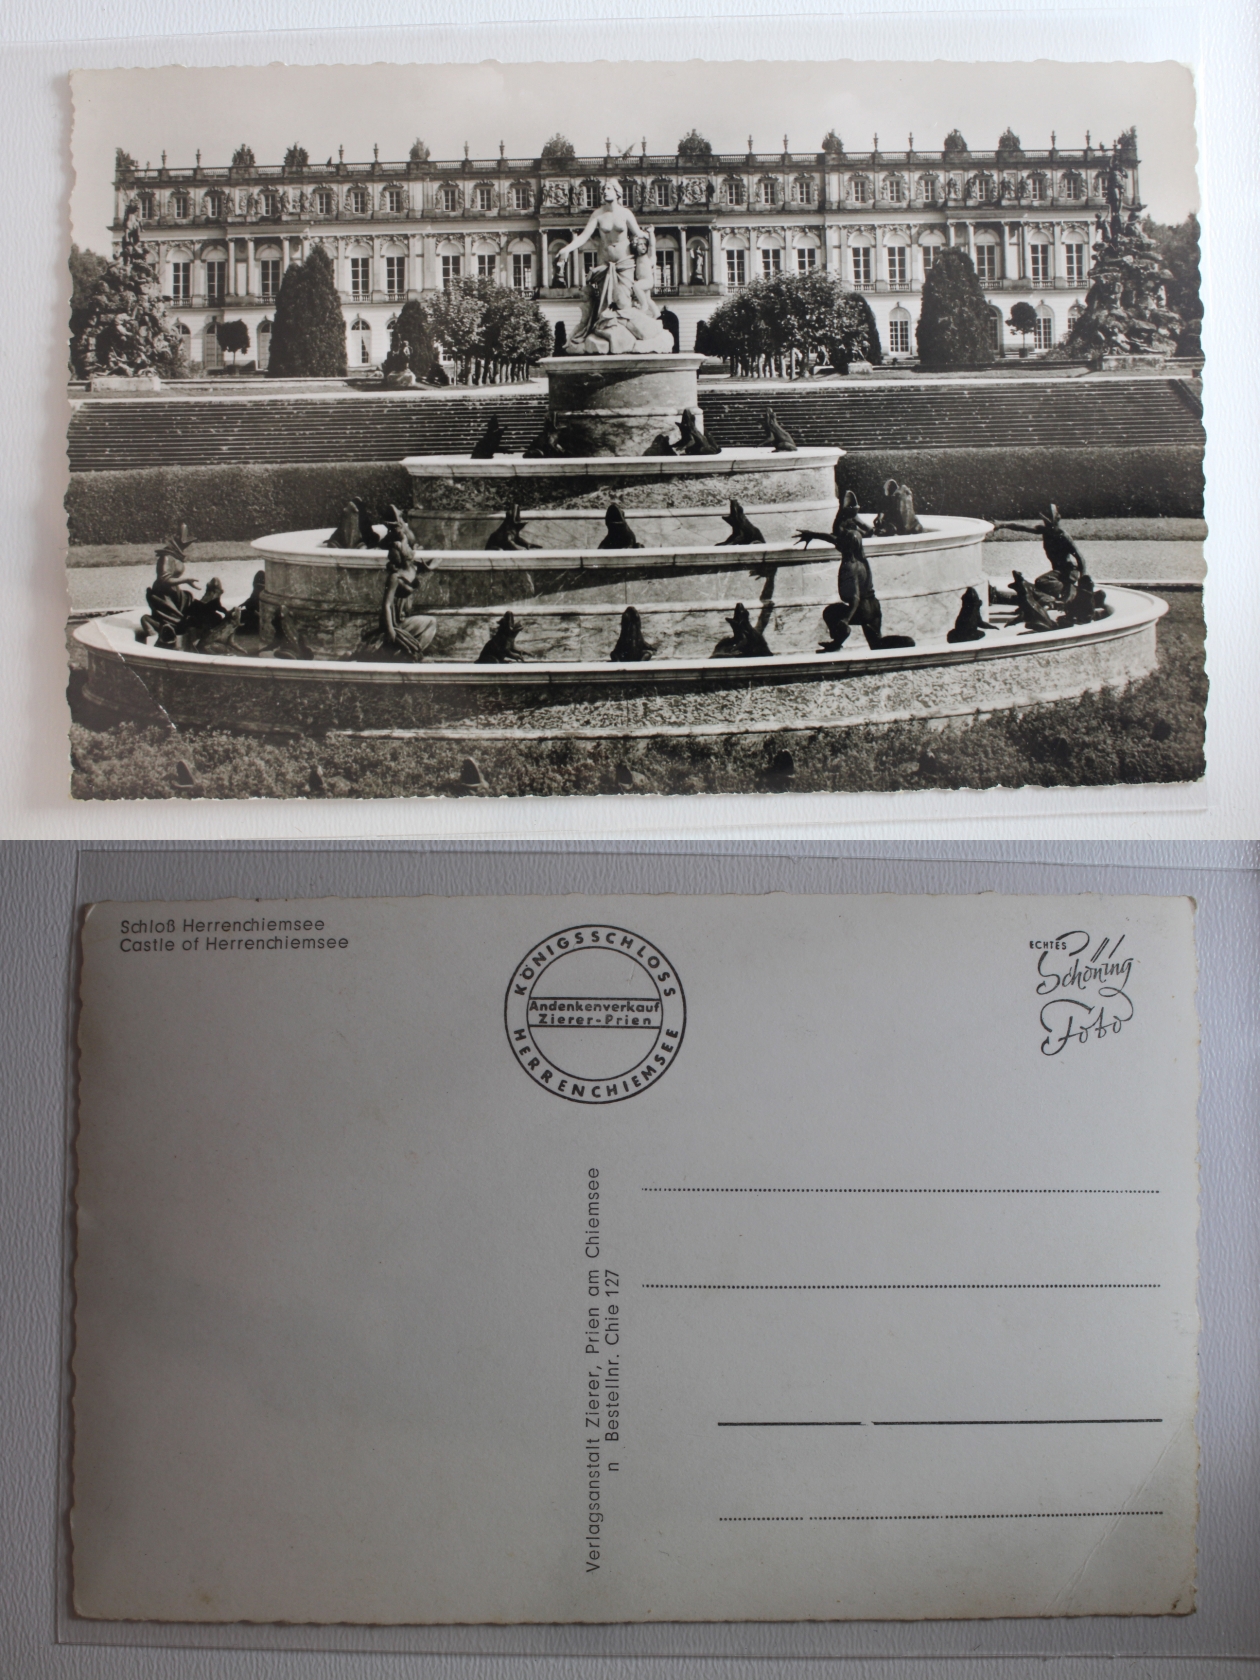 Schloß Herrenchiemsee
Castle of Herrenchiemsee
KÖNIGSSCHLOSS
Andenkenverkauf
Zierer-Prien
HERRENCHIEMSEE
ECHTES
Schöning
Foto
Verlagsanstalt Zierer, Prien am Chiemsee
n Bestellnr. Chie 127